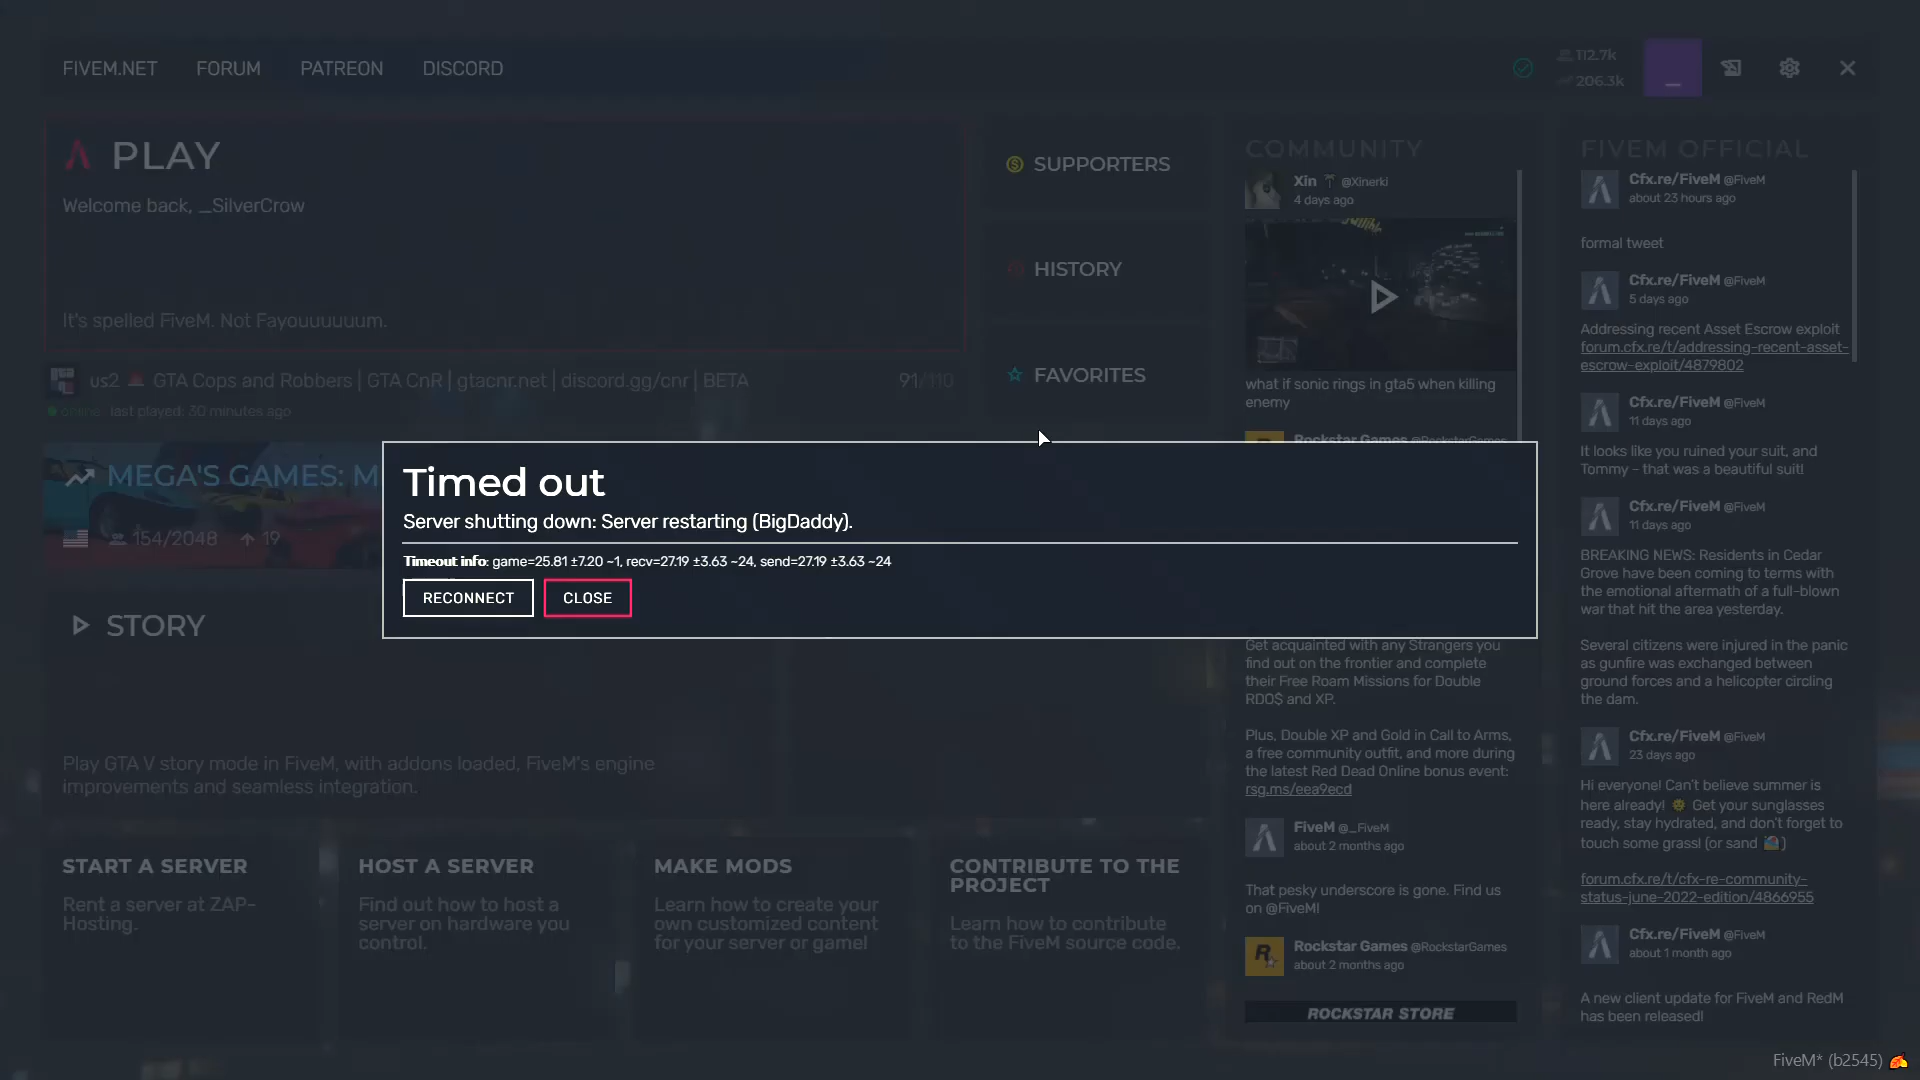 FIVEM.NET FORUM PATREON DISCORD
112.7k
206.3k
PLAY
Welcome back, _SilverCrow
It's spelled FiveM. Not Fayouuuuuum.
us2 🚨 GTA Cops and Robbers | GTA CnR | gtacnr.net | discord.gg/cnr | BETA 91/110
online last played: 30 minutes ago
MEGA'S GAMES: M
154/2048 19
STORY
Play GTA V story mode in FiveM, with addons loaded, FiveM's engine
improvements and seamless integration.
SUPPORTERS
HISTORY
FAVORITES
Timed out
Server shutting down: Server restarting (BigDaddy).
Timeout info: game=25.81 ±7.20 ~1, recv=27.19 ±3.63 ~24, send=27.19 ±3.63 ~24
RECONNECT CLOSE
START A SERVER
Rent a server at ZAP-
Hosting.
HOST A SERVER
Find out how to host a
server on hardware you
control.
MAKE MODS
Learn how to create your
own customized content
for your server or game!
CONTRIBUTE TO THE
PROJECT
Learn how to contribute
to the FiveM source code.
COMMUNITY
Xin 🌴 @Xinerki
4 days ago
what if sonic rings in gta5 when killing
enemy
Rockstar Games @RockstarGames
Get acquainted with any Strangers you
find out on the frontier and complete
their Free Roam Missions for Double
RDO$ and XP.
Plus, Double XP and Gold in Call to Arms,
a free community outfit, and more during
the latest Red Dead Online bonus event:
rsg.ms/eea9ecd
FiveM @_FiveM
about 2 months ago
That pesky underscore is gone. Find us
on @FiveM!
Rockstar Games @RockstarGames
about 2 months ago
ROCKSTAR STORE
FIVEM OFFICIAL
Cfx.re/FiveM @FiveM
about 23 hours ago
formal tweet
Cfx.re/FiveM @FiveM
5 days ago
Addressing recent Asset Escrow exploit
forum.cfx.re/t/addressing-recent-asset-
escrow-exploit/4879802
Cfx.re/FiveM @FiveM
11 days ago
It looks like you ruined your suit, and
Tommy - that was a beautiful suit!
Cfx.re/FiveM @FiveM
11 days ago
BREAKING NEWS: Residents in Cedar
Grove have been coming to terms with
the emotional aftermath of a full-blown
war that hit the area yesterday.
Several citizens were injured in the panic
as gunfire was exchanged between
ground forces and a helicopter circling
the dam.
Cfx.re/FiveM @FiveM
23 days ago
Hi everyone! Can't believe summer is
here already! 🌞 Get your sunglasses
ready, stay hydrated, and don't forget to
touch some grass! (or sand 🏖️)
forum.cfx.re/t/cfx-re-community-
status-june-2022-edition/4866955
Cfx.re/FiveM @FiveM
about 1 month ago
A new client update for FiveM and RedM
has been released!
FiveM* (b2545) 🍂